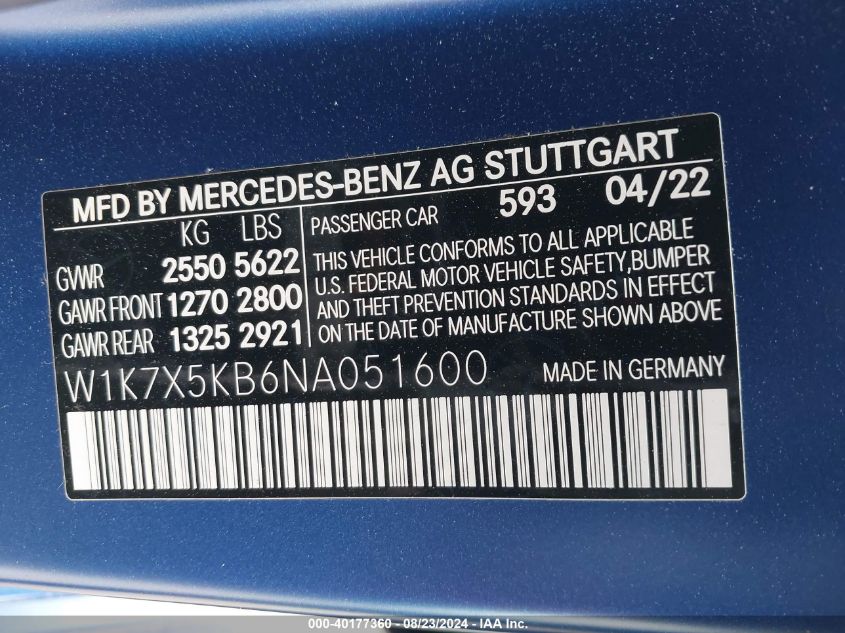 MFD BY MERCEDES-BENZ AG STUTTGART
KG LBS
GVWR 2550 5622
GAWR FRONT 1270 2800
GAWR REAR 1325 2921
PASSENGER CAR 593 04/22
THIS VEHICLE CONFORMS TO ALL APPLICABLE
U.S. FEDERAL MOTOR VEHICLE SAFETY,BUMPER
AND THEFT PREVENTION STANDARDS IN EFFECT
ON THE DATE OF MANUFACTURE SHOWN ABOVE
W1K7X5KB6NA051600 MADE IN GERMANY
000-40177360 - 08/23/2024 - IAA Inc.